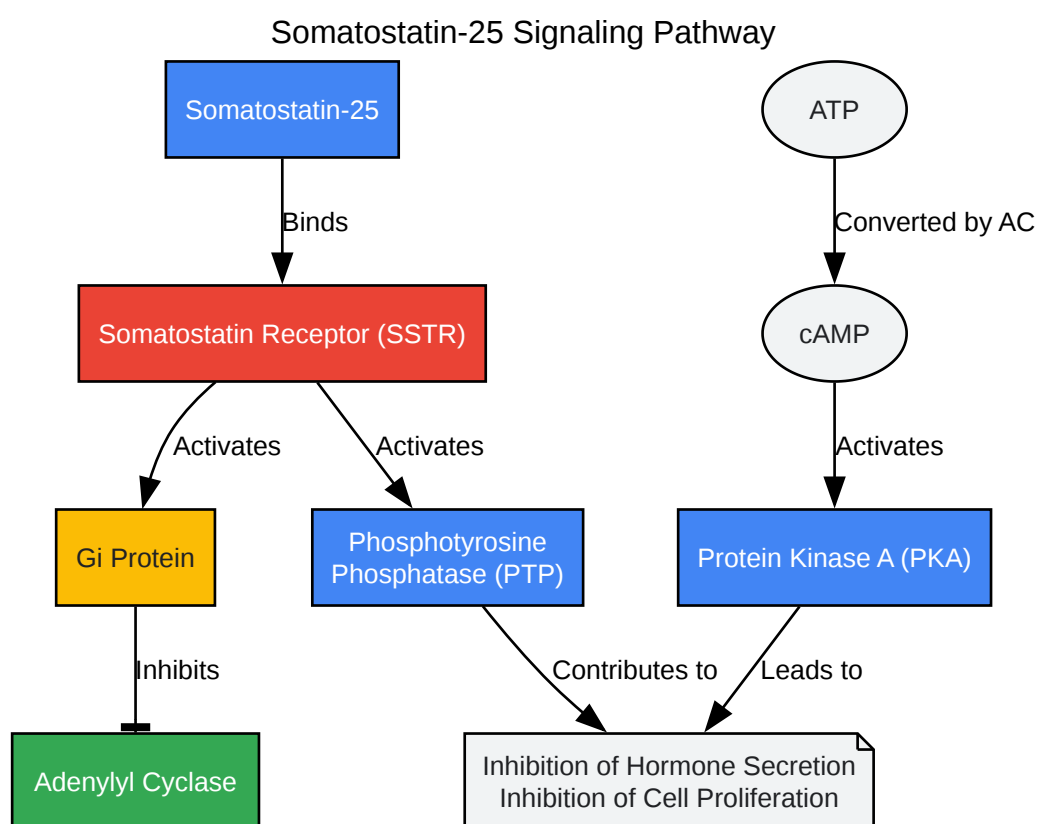 Somatostatin-25 Signaling Pathway
Somatostatin-25
ATP
Binds
Converted by AC
Somatostatin Receptor (SSTR)
cAMP
Activates
Activates
Activates
Gi Protein
Phosphotyrosine
Phosphatase (PTP)
Protein Kinase A (PKA)
Inhibits
Contributes to
Leads to
Adenylyl Cyclase
Inhibition of Hormone Secretion
Inhibition of Cell Proliferation